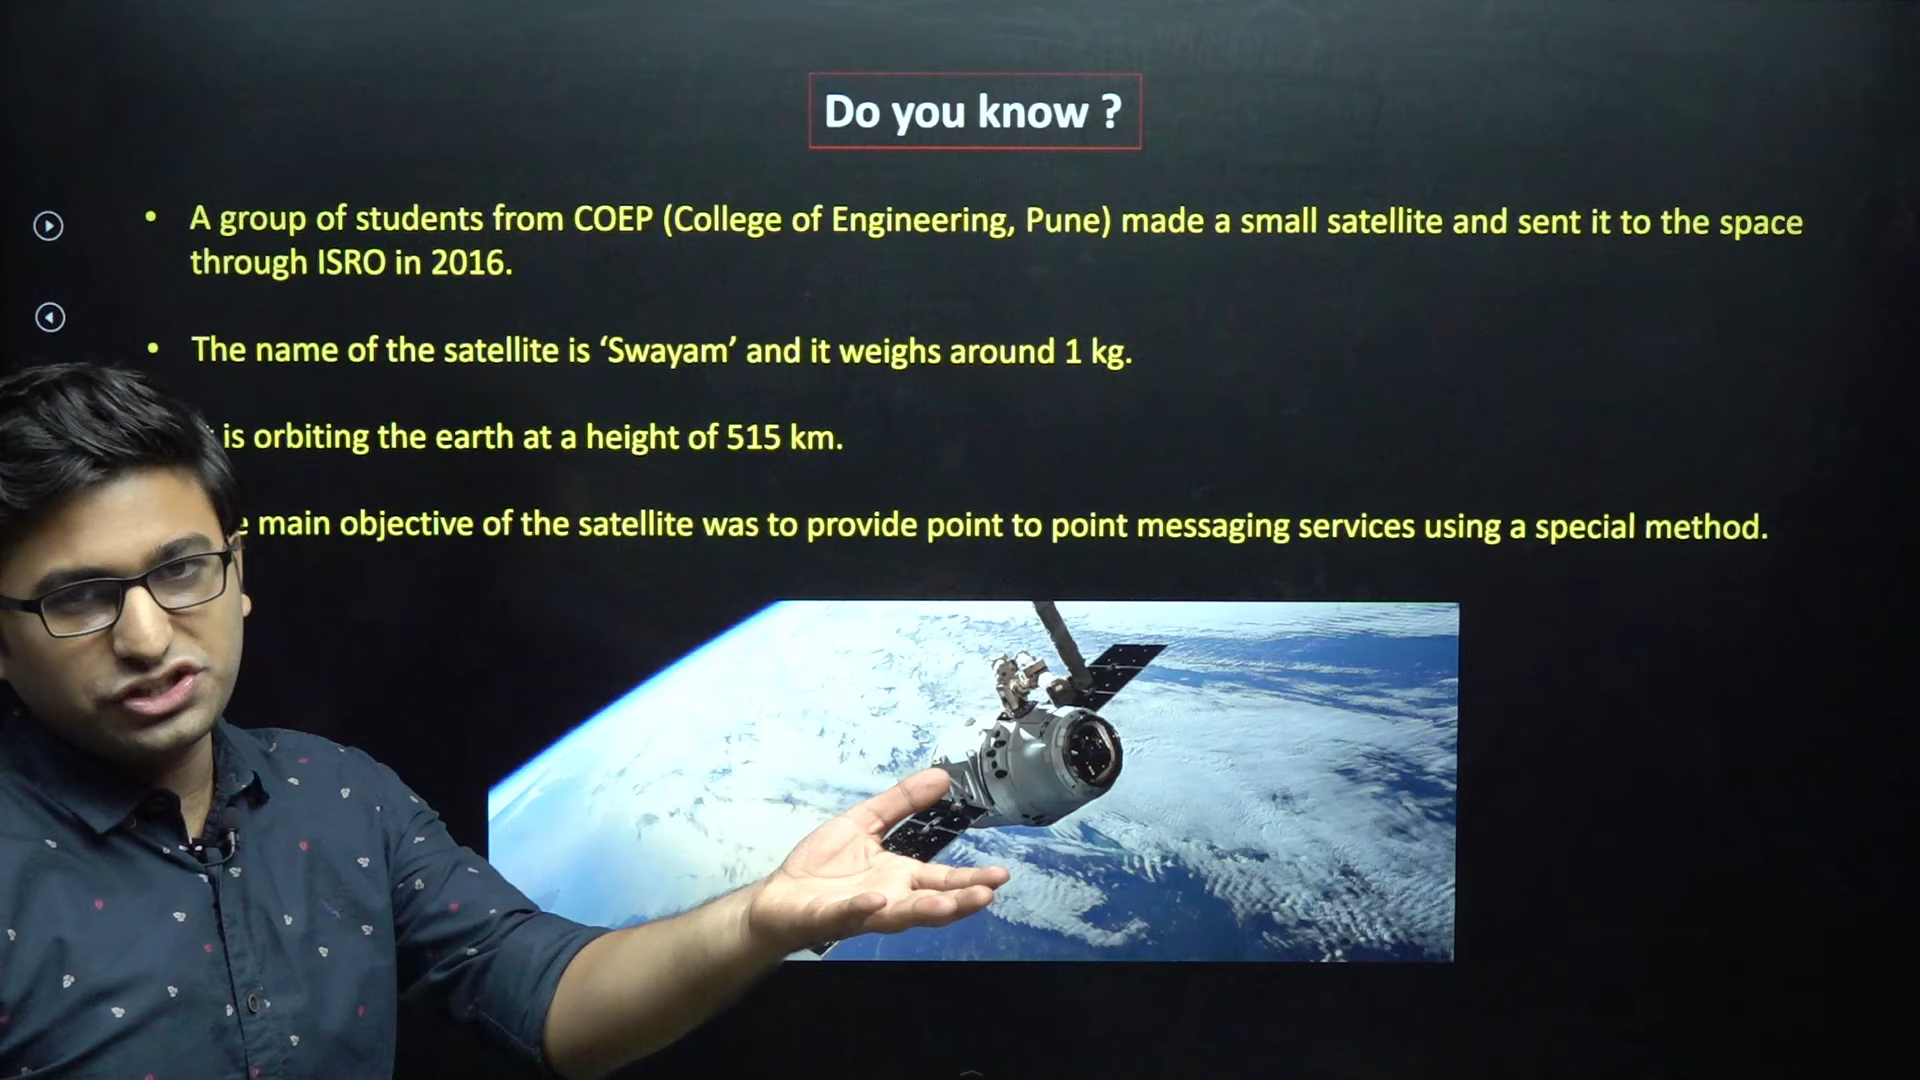 Do you know ?
• A group of students from COEP (College of Engineering, Pune) made a small satellite and sent it to the space
through ISRO in 2016.
• The name of the satellite is ‘Swayam’ and it weighs around 1 kg.
is orbiting the earth at a height of 515 km.
main objective of the satellite was to provide point to point messaging services using a special method.